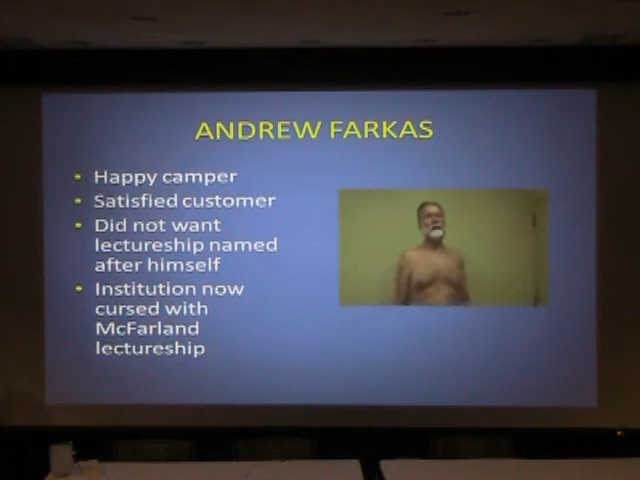 ANDREW FARKAS
• Happy camper
• Satisfied customer
• Did not want
lectureship named
after himself
• Institution now
cursed with
McFarland
lectureship